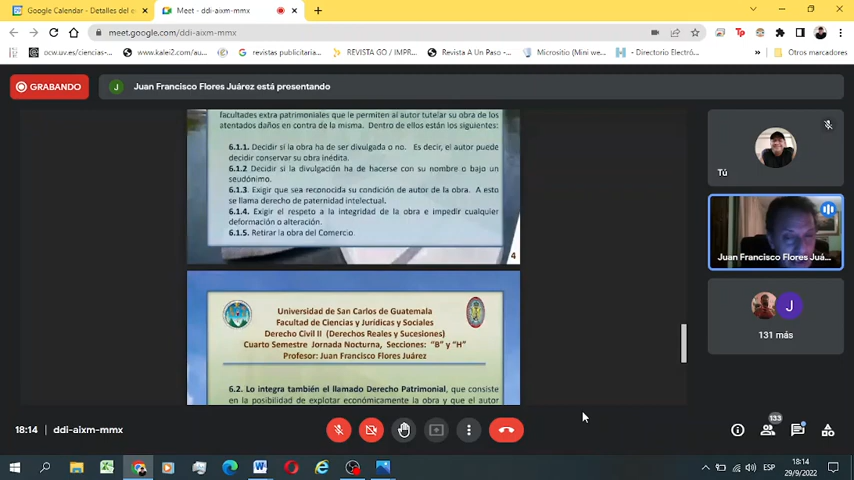 Google Calendar - Detalles del e
Meet - ddi-aixm-mmx
meet.google.com/ddi-aixm-mmx
ocw.uv.es/ciencias-...
www.kalei2.com/aud...
revistas publicitaria...
REVISTA GO / IMPR...
Revista A Un Paso -...
Micrositio (Mini we...
- Directorio Electró...
Otros marcadores
GRABANDO
J
Juan Francisco Flores Juárez está presentando
facultades extra patrimoniales que le permiten al autor tutelar su obra de los
atentados daños en contra de la misma. Dentro de ellos están los siguientes:
6.1.1. Decidir si la obra ha de ser divulgada o no. Es decir, el autor puede
decidir conservar su obra inédita.
6.1.2 Decidir si la divulgación ha de hacerse con su nombre o bajo un
seudónimo.
6.1.3. Exigir que sea reconocida su condición de autor de la obra. A esto
se llama derecho de paternidad intelectual.
6.1.4. Exigir el respeto a la integridad de la obra e impedir cualquier
deformación o alteración.
6.1.5. Retirar la obra del Comercio
4
Universidad de San Carlos de Guatemala
Facultad de Ciencias y Jurídicas y Sociales
Derecho Civil II (Derechos Reales y Sucesiones)
Cuarto Semestre Jornada Nocturna, Secciones: "B" y "H"
Profesor: Juan Francisco Flores Juárez
6.2. Lo integra también el llamado Derecho Patrimonial, que consiste
en la posibilidad de explotar económicamente la obra y que el autor
Tú
Juan Francisco Flores Juá...
J
131 más
18:14
ddi-aixm-mmx
133
ESP
18:14
29/9/2022